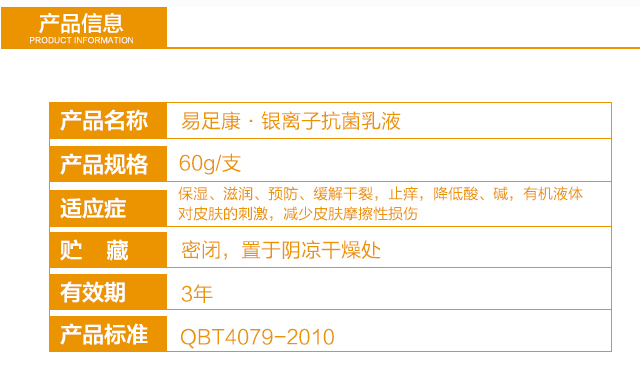 产品信息
PRODUCT INFORMATION
产品名称 易足康·银离子抗菌乳液
产品规格 60g/支
适应症 保湿、滋润、预防、缓解干裂，止痒，降低酸、碱，有机液体
对皮肤的刺激，减少皮肤摩擦性损伤
贮 藏 密闭，置于阴凉干燥处
有效期 3年
产品标准 QBT4079-2010